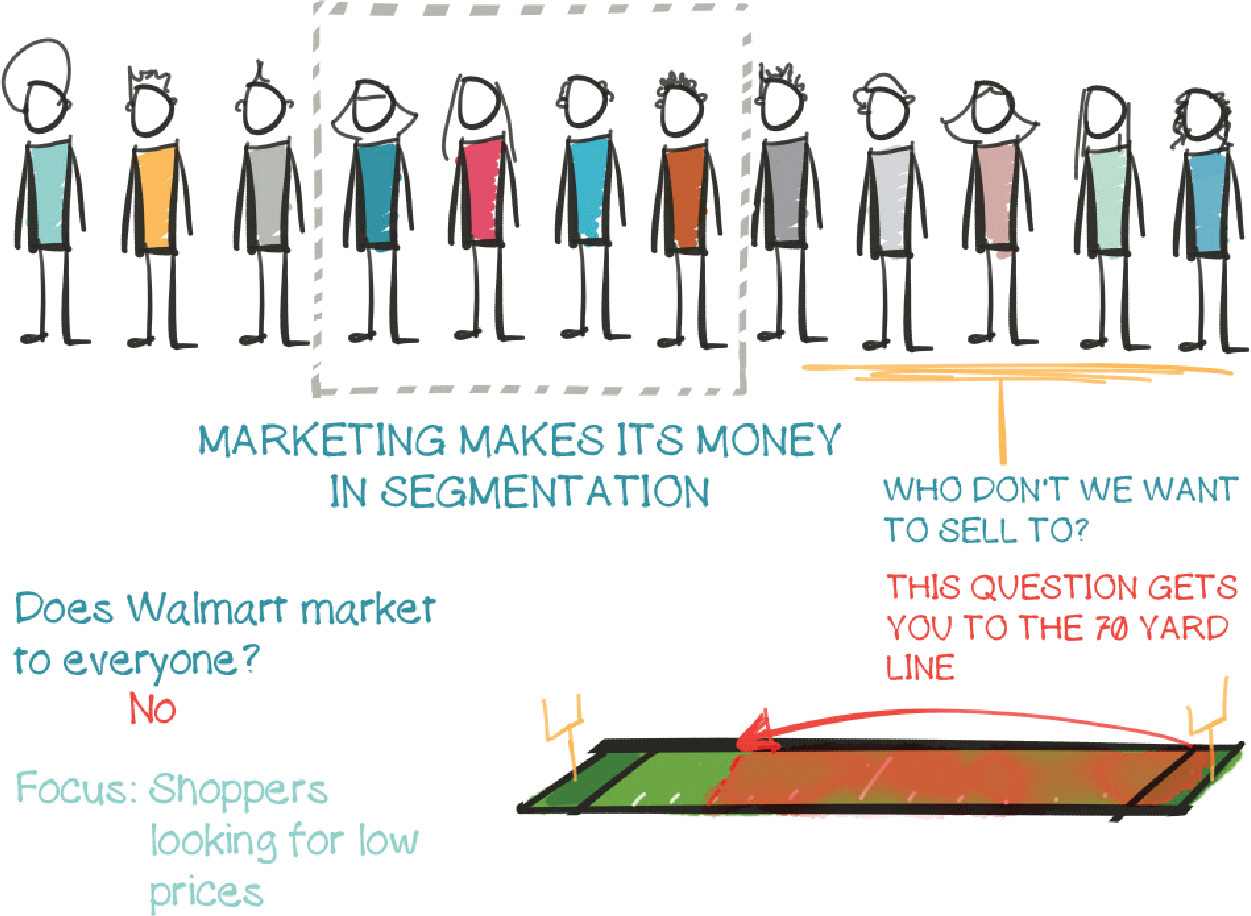 MARKETING MAKES ITS MONEY
IN SEGMENTATION
WHO DON'T WE WANT
TO SELL TO?
THIS QUESTION GETS
YOU TO THE 70 YARD
LINE
Does Walmart market
to everyone?
No
Focus: Shoppers
looking for low
prices